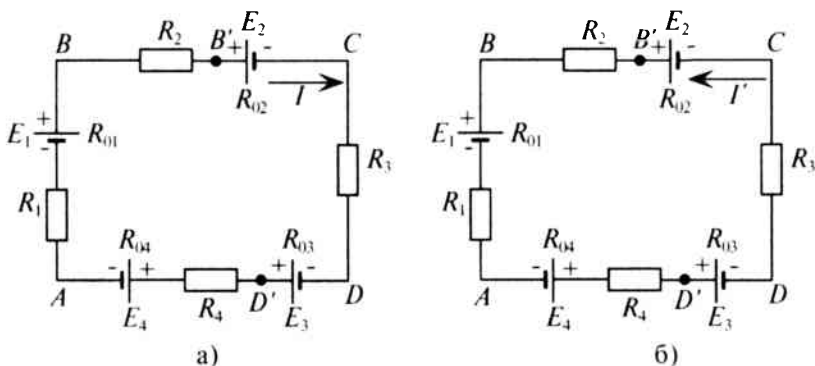 B R₂ B' + E₂ - C
R₀₂ I
E₁ + - R₀₁
R₁
R₃
R₀₄ R₀₃
- + + -
A E₄ R₄ D' E₃ D
а)
B R₂ B' + E₂ - C
R₀₂ I'
E₁ + - R₀₁
R₁
R₃
R₀₄ R₀₃
- + + -
A E₄ R₄ D' E₃ D
б)